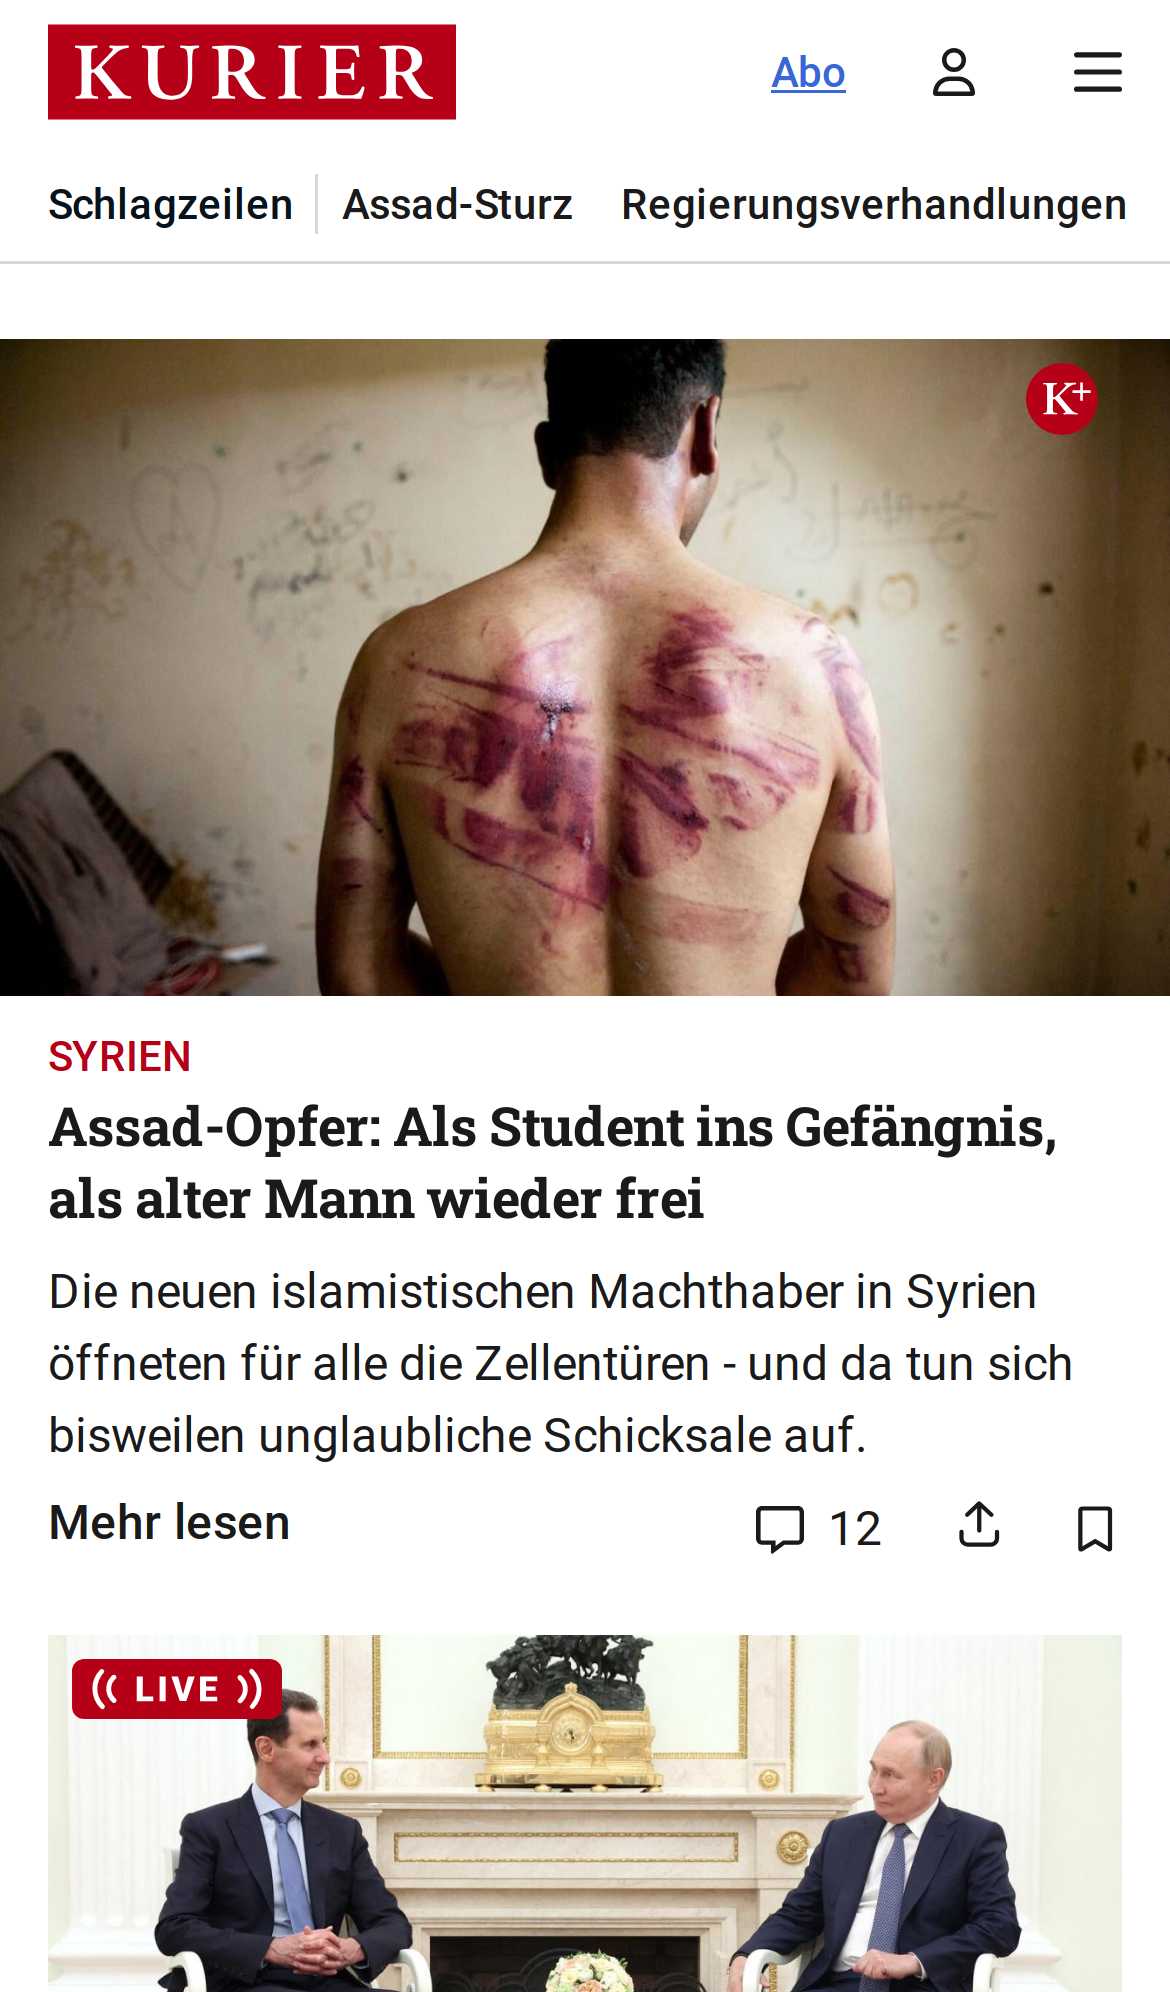 KURIER
Abo
Schlagzeilen
Assad-Sturz
Regierungsverhandlungen
K+
SYRIEN
Assad-Opfer: Als Student ins Gefängnis,
als alter Mann wieder frei
Die neuen islamistischen Machthaber in Syrien
öffneten für alle die Zellentüren - und da tun sich
bisweilen unglaubliche Schicksale auf.
Mehr lesen
12
LIVE